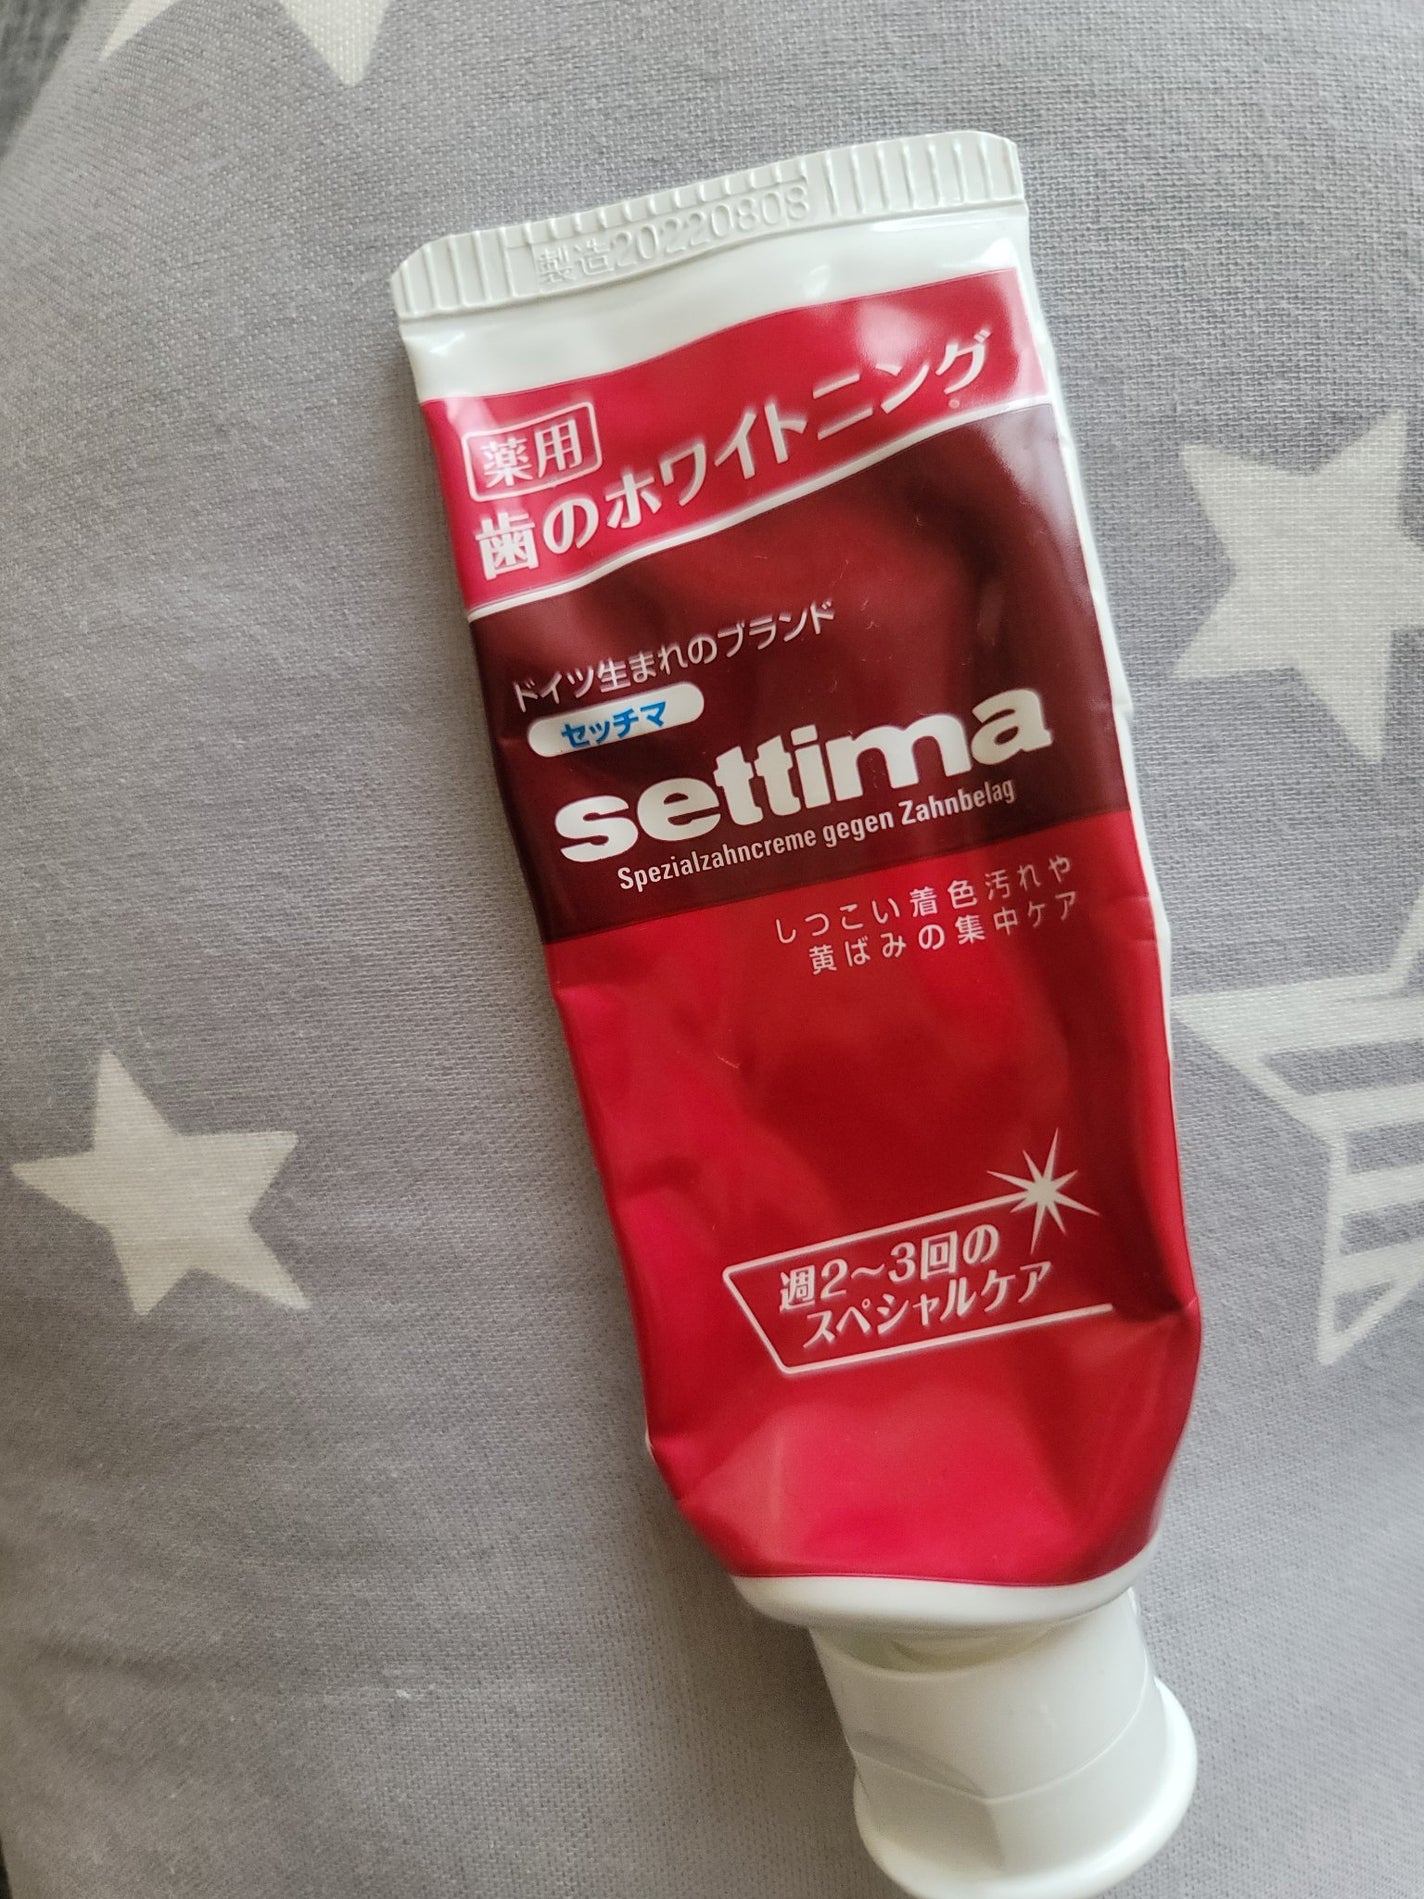 製造20220808
薬用
歯のホワイトニング
ドイツ生まれのブランド
セッチマ
settima
Spezialzahncreme gegen Zahnbelag
しつこい着色汚れや
黄ばみの集中ケア
週2~3回の
スペシャルケア